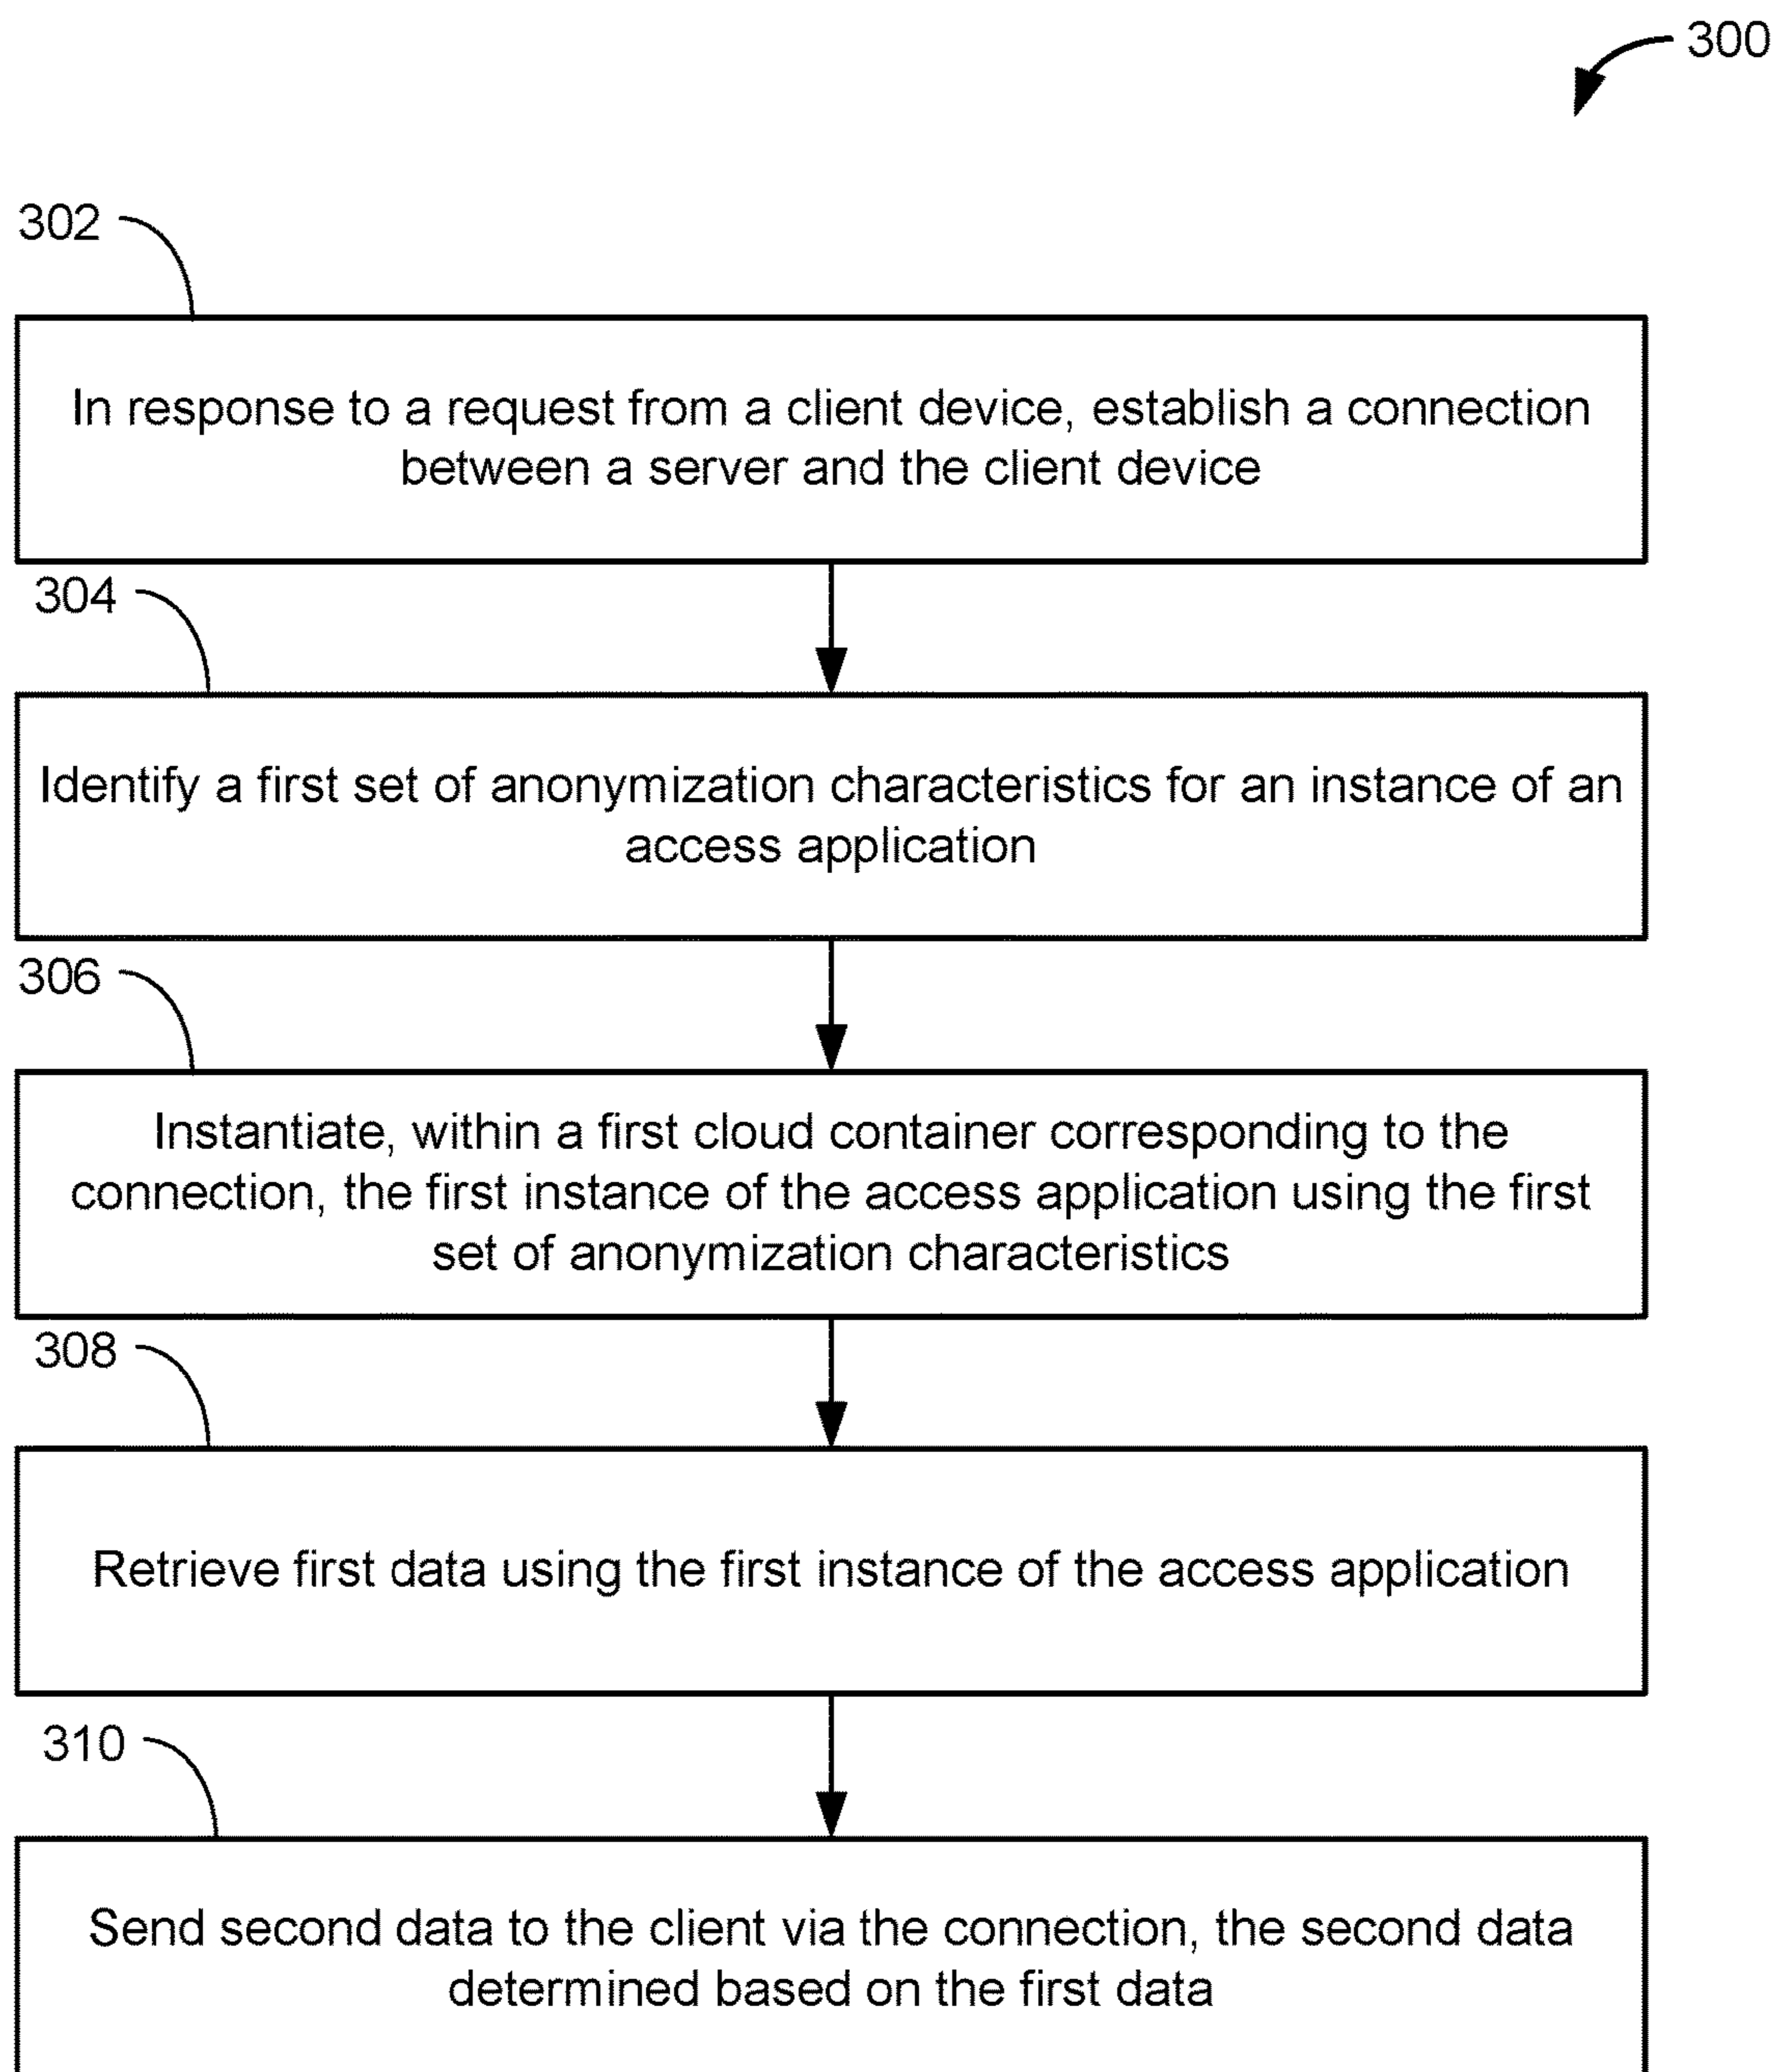 300
302
In response to a request from a client device, establish a connection
between a server and the client device
304
Identify a first set of anonymization characteristics for an instance of an
access application
306
Instantiate, within a first cloud container corresponding to the
connection, the first instance of the access application using the first
set of anonymization characteristics
308
Retrieve first data using the first instance of the access application
310
Send second data to the client via the connection, the second data
determined based on the first data